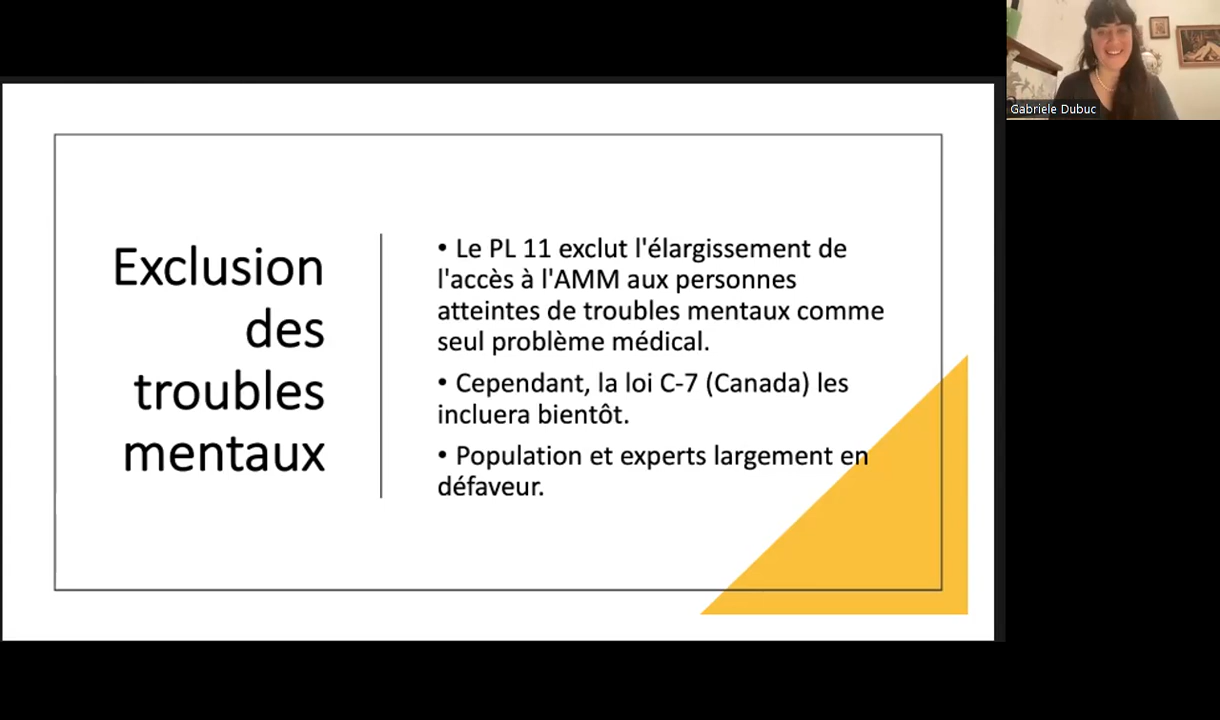 Gabriele Dubuc
Exclusion
des
troubles
mentaux
• Le PL 11 exclut l'élargissement de
l'accès à l'AMM aux personnes
atteintes de troubles mentaux comme
seul problème médical.
• Cependant, la loi C-7 (Canada) les
incluera bientôt.
• Population et experts largement en
défaveur.